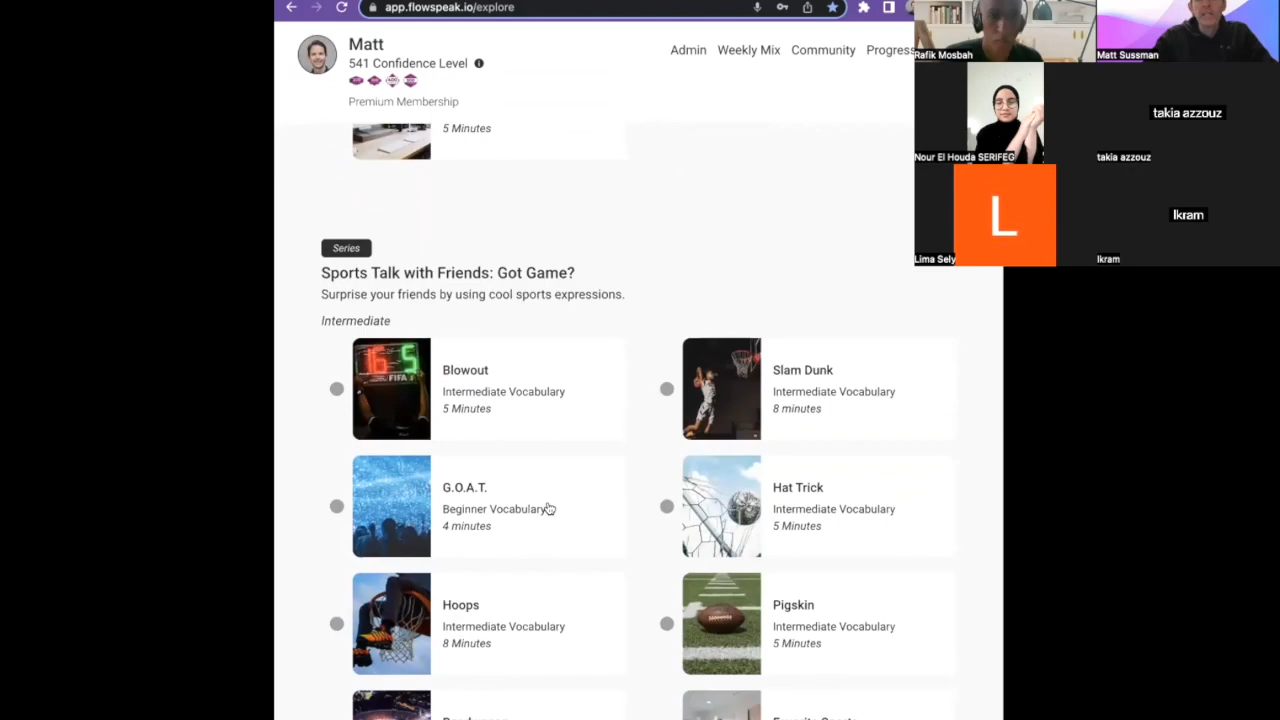 app.flowspeak.io/explore
Matt
541 Confidence Level
Premium Membership
Admin
Weekly Mix
Community
Progress
5 Minutes
Series
Sports Talk with Friends: Got Game?
Surprise your friends by using cool sports expressions.
Intermediate
16 5
FIFA
Blowout
Intermediate Vocabulary
5 Minutes
Slam Dunk
Intermediate Vocabulary
8 minutes
G.O.A.T.
Beginner Vocabulary
4 minutes
Hat Trick
Intermediate Vocabulary
5 Minutes
Hoops
Intermediate Vocabulary
8 Minutes
Pigskin
Intermediate Vocabulary
5 Minutes
Rafik Mosbah
Matt Sussman
Nour El Houda SERIFEG
takia azzouz
takia azzouz
L
Lima Sely
Ikram
Ikram